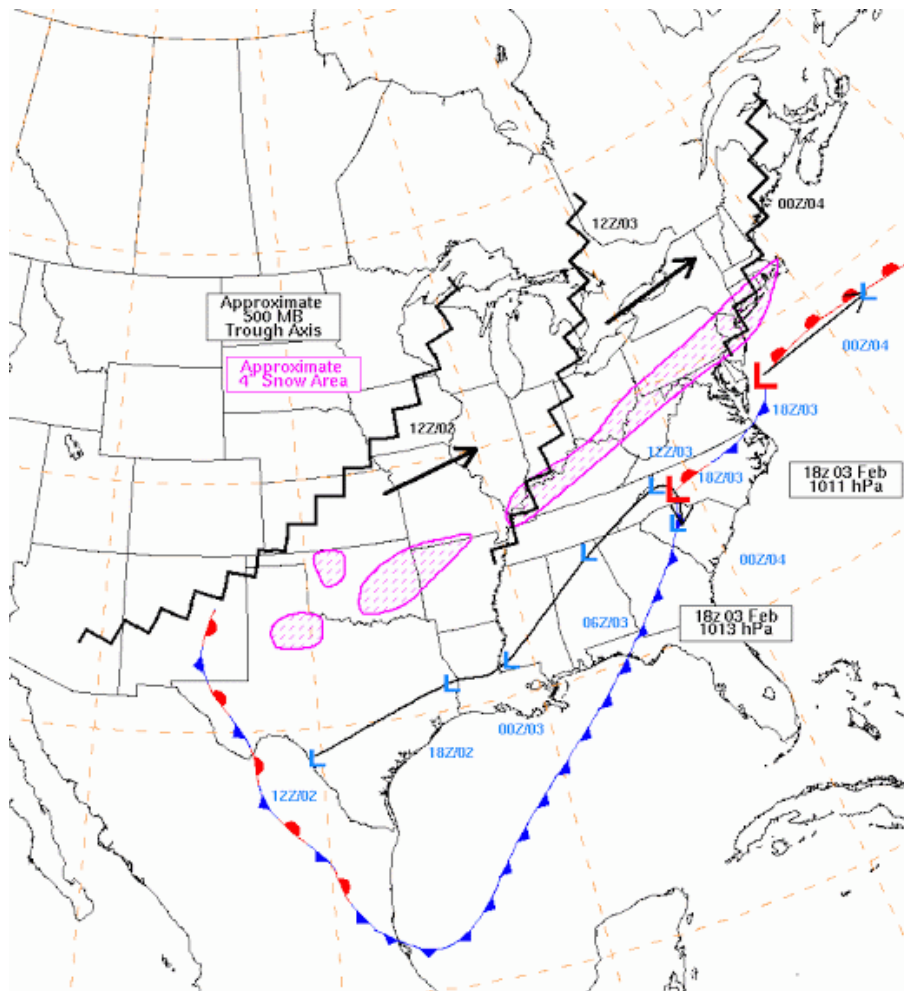 00Z/04
12Z/03
Approximate
500 MB
Trough Axis
00Z/04
Approximate
4" Snow Area
L
L
18Z/03
12Z/02
12Z/03
18Z/03
18z 03 Feb
1011 hPa
L
L
L
L
00Z/04
06Z/03
18z 03 Feb
1013 hPa
L
L
00Z/03
18Z/02
L
12Z/02